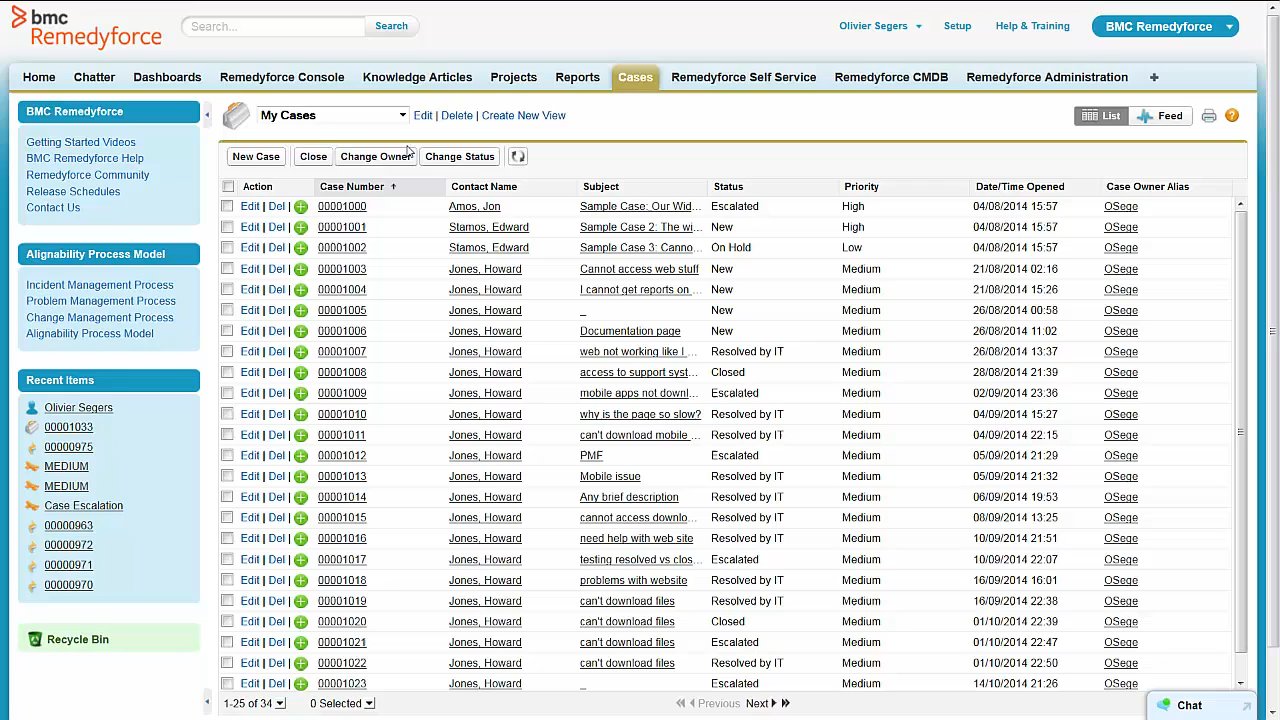 bmc
Remedyforce
Search... Search
Olivier Segers Setup Help & Training BMC Remedyforce
Home Chatter Dashboards Remedyforce Console Knowledge Articles Projects Reports Cases Remedyforce Self Service Remedyforce CMDB Remedyforce Administration +
BMC Remedyforce
Getting Started Videos
BMC Remedyforce Help
Remedyforce Community
Release Schedules
Contact Us
Alignability Process Model
Incident Management Process
Problem Management Process
Change Management Process
Alignability Process Model
Recent Items
Olivier Segers
00001033
00000975
MEDIUM
MEDIUM
Case Escalation
00000963
00000972
00000971
00000970
Recycle Bin
My Cases Edit | Delete | Create New View List Feed ?
New Case Close Change Owner Change Status
Action Case Number Contact Name Subject Status Priority Date/Time Opened Case Owner Alias
Edit | Del | 00001000 Amos, Jon Sample Case: Our Wid... Escalated High 04/08/2014 15:57 OSege
Edit | Del | 00001001 Stamos, Edward Sample Case 2: The wi... New High 04/08/2014 15:57 OSege
Edit | Del | 00001002 Stamos, Edward Sample Case 3: Canno... On Hold Low 04/08/2014 15:57 OSege
Edit | Del | 00001003 Jones, Howard Cannot access web stuff New Medium 21/08/2014 02:16 OSege
Edit | Del | 00001004 Jones, Howard I cannot get reports on ... New Medium 21/08/2014 15:26 OSege
Edit | Del | 00001005 Jones, Howard _ New Medium 26/08/2014 00:58 OSege
Edit | Del | 00001006 Jones, Howard Documentation page New Medium 26/08/2014 11:02 OSege
Edit | Del | 00001007 Jones, Howard web not working like I ... Resolved by IT Medium 26/08/2014 13:37 OSege
Edit | Del | 00001008 Jones, Howard access to support syst... Closed Medium 28/08/2014 21:39 OSege
Edit | Del | 00001009 Jones, Howard mobile apps not downl... Escalated Medium 02/09/2014 23:36 OSege
Edit | Del | 00001010 Jones, Howard why is the page so slow? Resolved by IT Medium 04/09/2014 15:27 OSege
Edit | Del | 00001011 Jones, Howard can't download mobile ... Resolved by IT Medium 04/09/2014 22:15 OSege
Edit | Del | 00001012 Jones, Howard PMF Escalated Medium 05/09/2014 21:29 OSege
Edit | Del | 00001013 Jones, Howard Mobile issue Resolved by IT Medium 05/09/2014 21:32 OSege
Edit | Del | 00001014 Jones, Howard Any brief description Resolved by IT Medium 06/09/2014 19:53 OSege
Edit | Del | 00001015 Jones, Howard cannot access downlo... Resolved by IT Medium 08/09/2014 13:25 OSege
Edit | Del | 00001016 Jones, Howard need help with web site Resolved by IT Medium 10/09/2014 21:51 OSege
Edit | Del | 00001017 Jones, Howard testing resolved vs clos... Escalated Medium 10/09/2014 22:07 OSege
Edit | Del | 00001018 Jones, Howard problems with website Resolved by IT Medium 16/09/2014 16:01 OSege
Edit | Del | 00001019 Jones, Howard can't download files Resolved by IT Medium 16/09/2014 22:38 OSege
Edit | Del | 00001020 Jones, Howard can't download files Closed Medium 01/10/2014 22:39 OSege
Edit | Del | 00001021 Jones, Howard can't download files Escalated Medium 01/10/2014 22:47 OSege
Edit | Del | 00001022 Jones, Howard can't download files Resolved by IT Medium 01/10/2014 22:50 OSege
Edit | Del | 00001023 Jones, Howard _ Escalated Medium 14/10/2014 21:26 OSege
1-25 of 34 0 Selected Previous Next
Chat